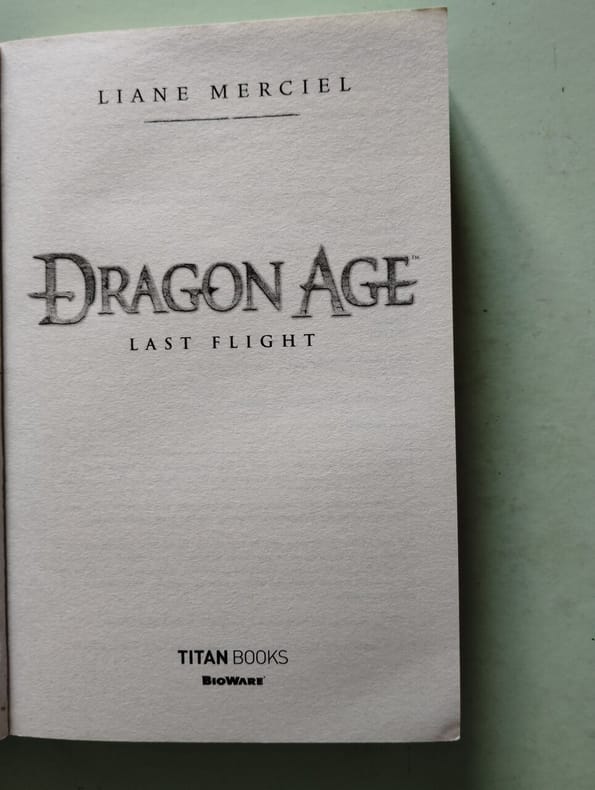 LIANE MERCIEL
DRAGON AGE™
LAST FLIGHT
TITAN BOOKS
BIOWARE